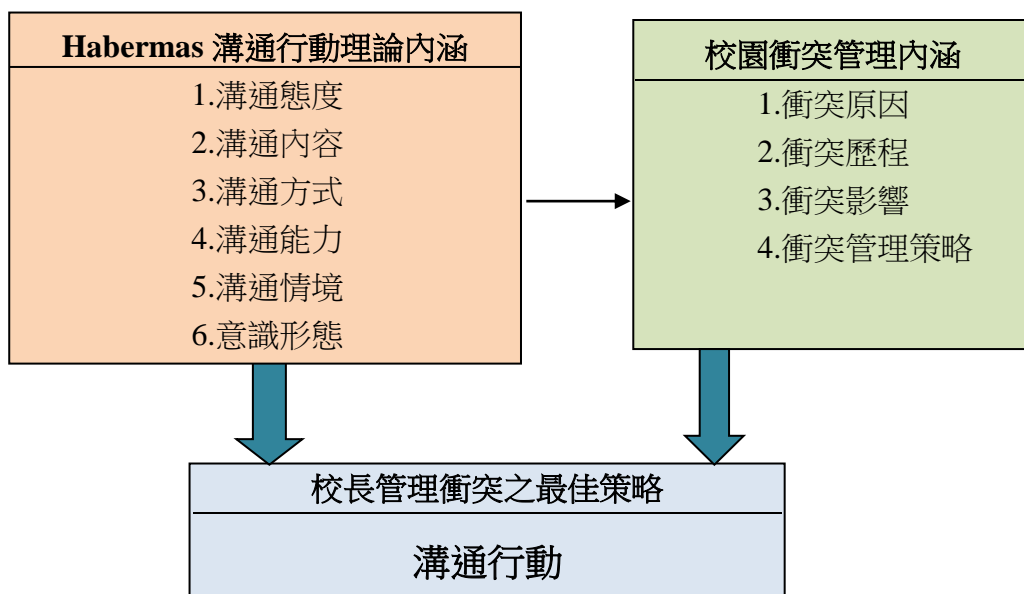 Habermas 溝通行動理論內涵
1.溝通態度
2.溝通內容
3.溝通方式
4.溝通能力
5.溝通情境
6.意識形態
校園衝突管理內涵
1.衝突原因
2.衝突歷程
3.衝突影響
4.衝突管理策略
校長管理衝突之最佳策略
溝通行動